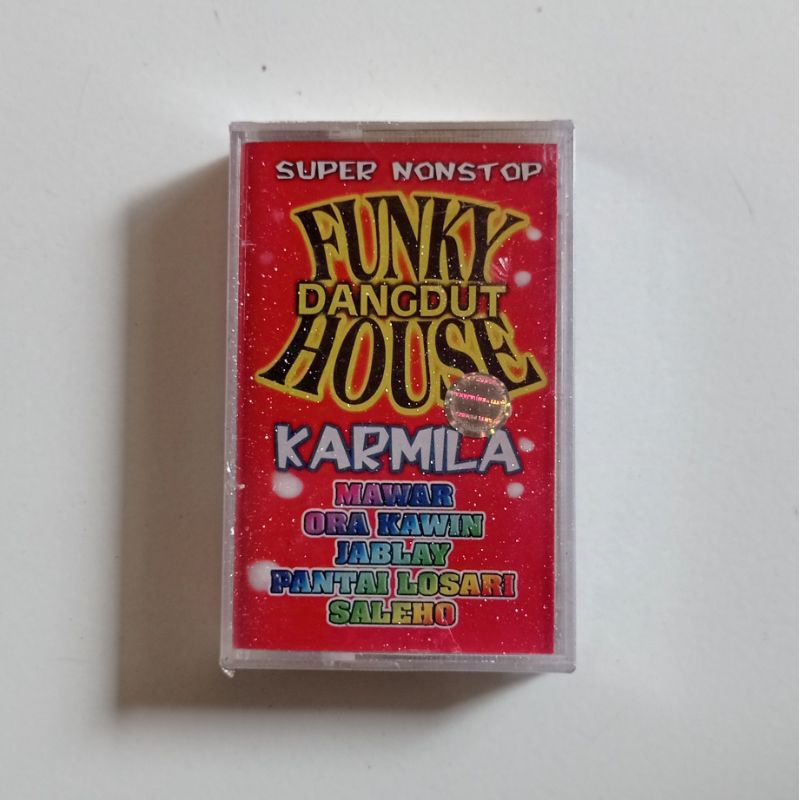 SUPER NONSTOP
FUNKY
DANGDUT
HOUSE
KARMILA
MAWAR
ORA KAWIN
JABLAY
PANTAI LOSARI
SALEHO